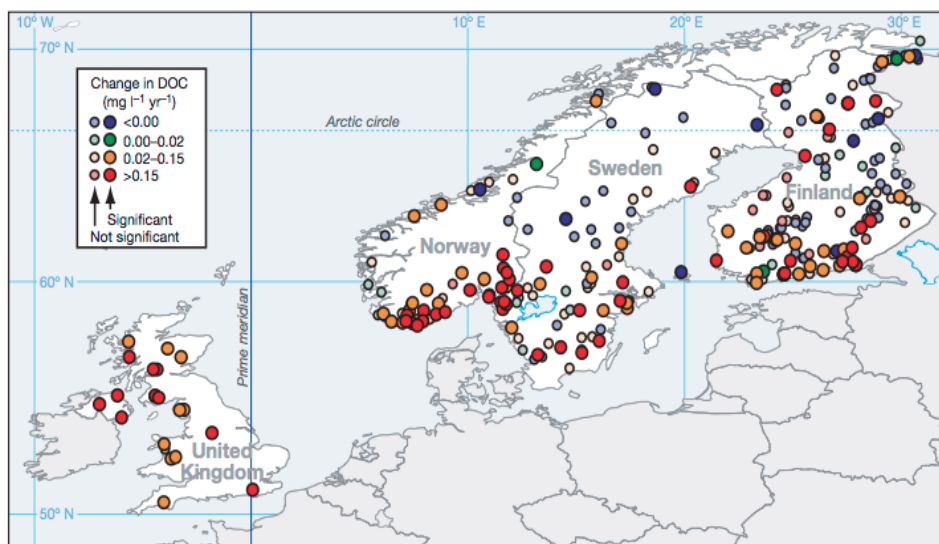 10° W
10° E
20° E
30° E
70° N
Change in DOC
(mg l⁻¹ yr⁻¹)
<0.00
0.00–0.02
0.02–0.15
>0.15
Significant
Not significant
Arctic circle
Sweden
Finland
Norway
60° N
Prime meridian
United
Kingdom
50° N